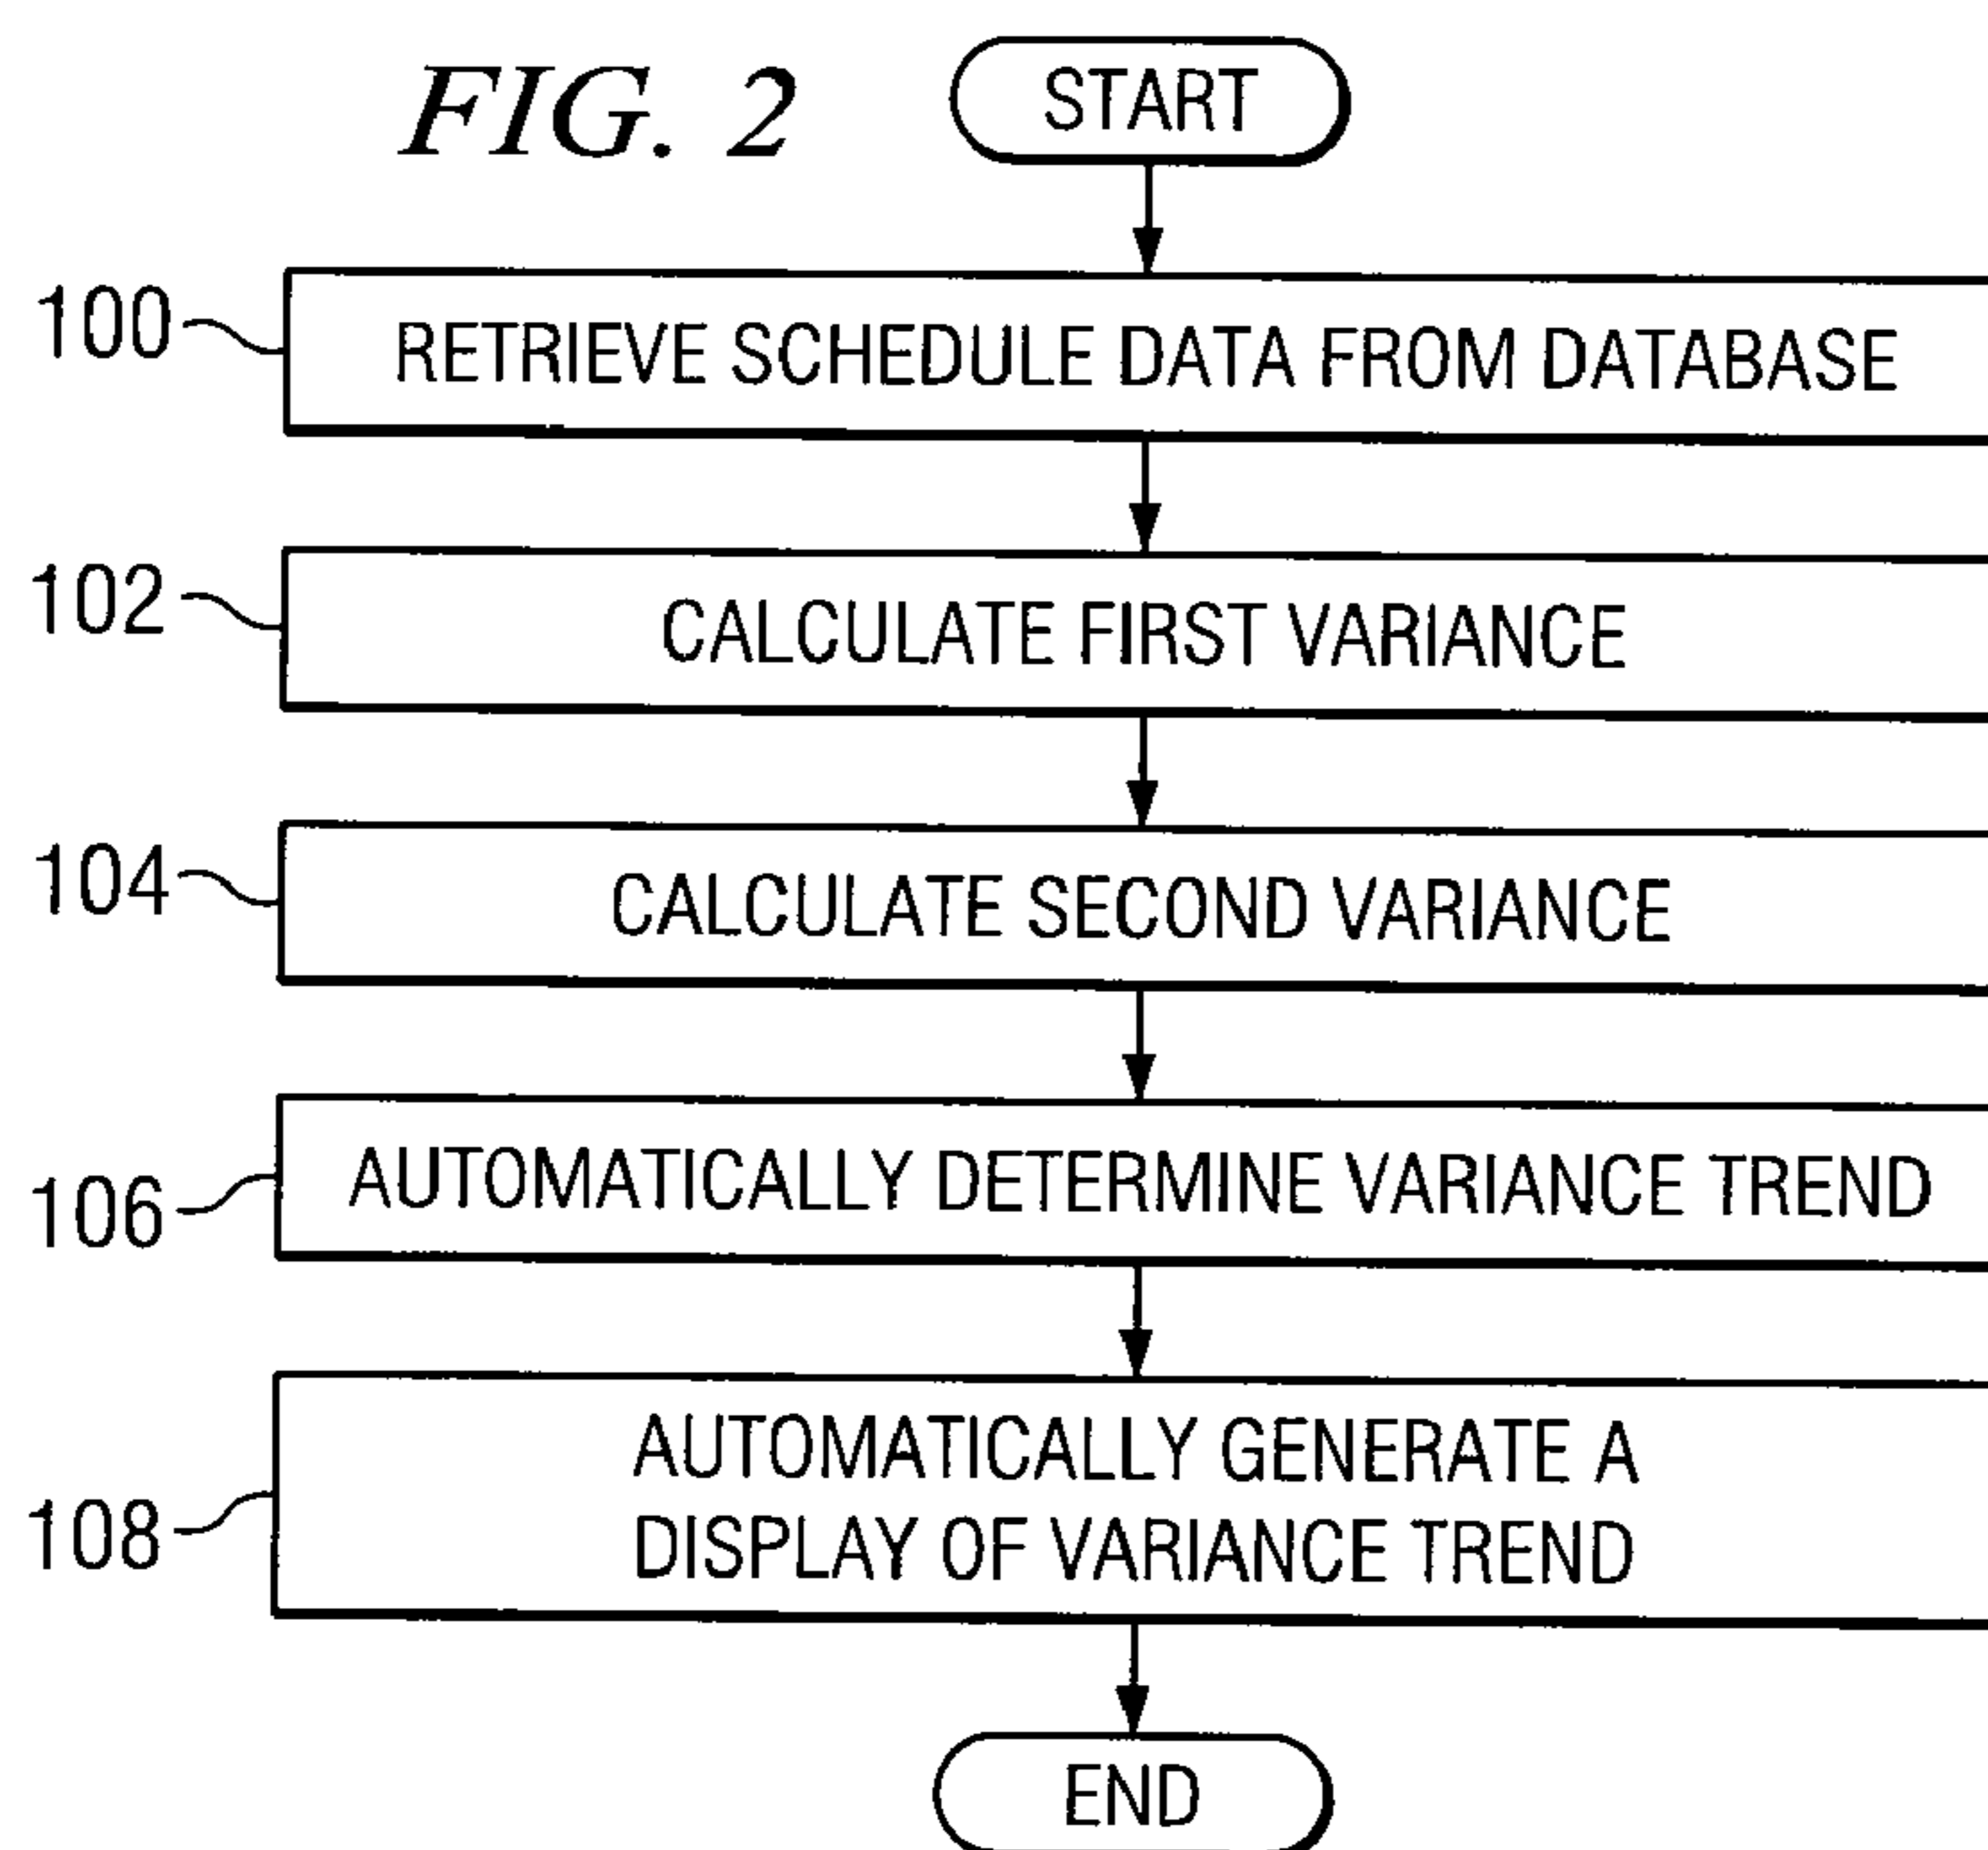 FIG. 2
START
100
RETRIEVE SCHEDULE DATA FROM DATABASE
102
CALCULATE FIRST VARIANCE
104
CALCULATE SECOND VARIANCE
106
AUTOMATICALLY DETERMINE VARIANCE TREND
108
AUTOMATICALLY GENERATE A
DISPLAY OF VARIANCE TREND
END